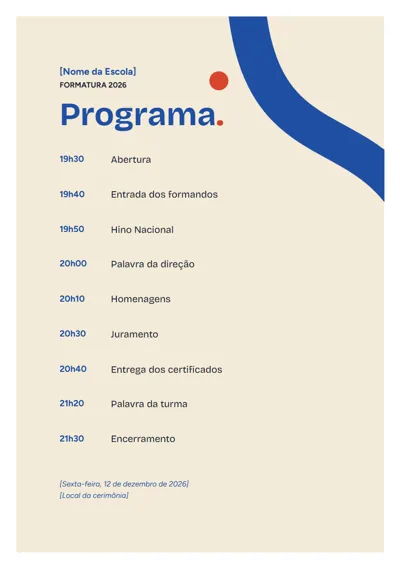 [Nome da Escola]
FORMATURA 2026
Programa.
19h30 Abertura
19h40 Entrada dos formandos
19h50 Hino Nacional
20h00 Palavra da direção
20h10 Homenagens
20h30 Juramento
20h40 Entrega dos certificados
21h20 Palavra da turma
21h30 Encerramento
[Sexta-feira, 12 de dezembro de 2026]
[Local da cerimônia]